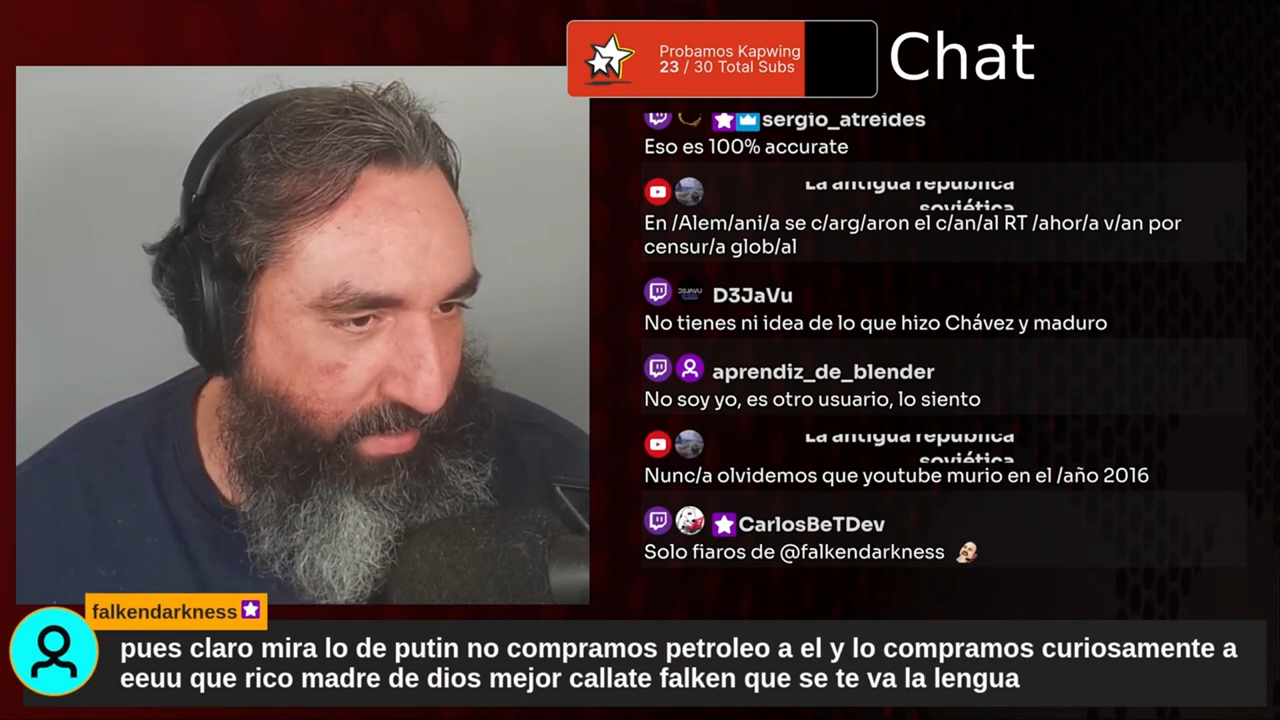 Probamos Kapwing
23 / 30 Total Subs
Chat
sergio_atreides
Eso es 100% accurate
La antigua república
soviética
En /Alem/ani/a se c/arg/aron el c/an/al RT /ahor/a v/an por
censur/a glob/al
D3JaVu
No tienes ni idea de lo que hizo Chávez y maduro
aprendiz_de_blender
No soy yo, es otro usuario, lo siento
La antigua república
soviética
Nunc/a olvidemos que youtube murio en el /año 2016
CarlosBeTDev
Solo fiaros de @falkendarkness
falkendarkness
pues claro mira lo de putin no compramos petroleo a el y lo compramos curiosamente a
eeuu que rico madre de dios mejor callate falken que se te va la lengua